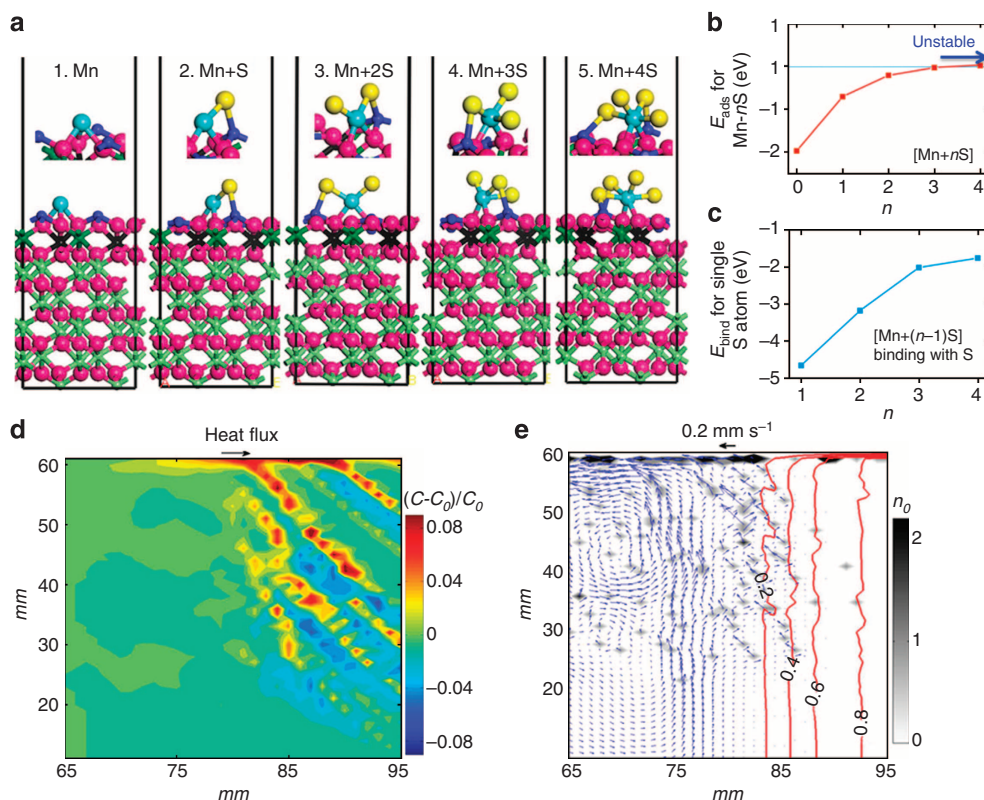 a
1. Mn
2. Mn+S
3. Mn+2S
4. Mn+3S
5. Mn+4S
b
E_ads for
Mn-nS (eV)
1
1
–1
–2
0
1
2
3
4
n
Unstable
[Mn+nS]
c
E_bind for single
S atom (eV)
–1
–2
–3
–4
–5
1
2
3
4
n
[Mn+(n–1)S]
binding with S
d
Heat flux
60
50
40
30
20
mm
65
75
85
95
mm
(C-C₀)/C₀
0.08
0.04
0
–0.04
–0.08
e
0.2 mm s⁻¹
60
50
40
30
20
mm
65
75
85
95
mm
0.2
0.4
0.6
0.8
n₀
2
1
0